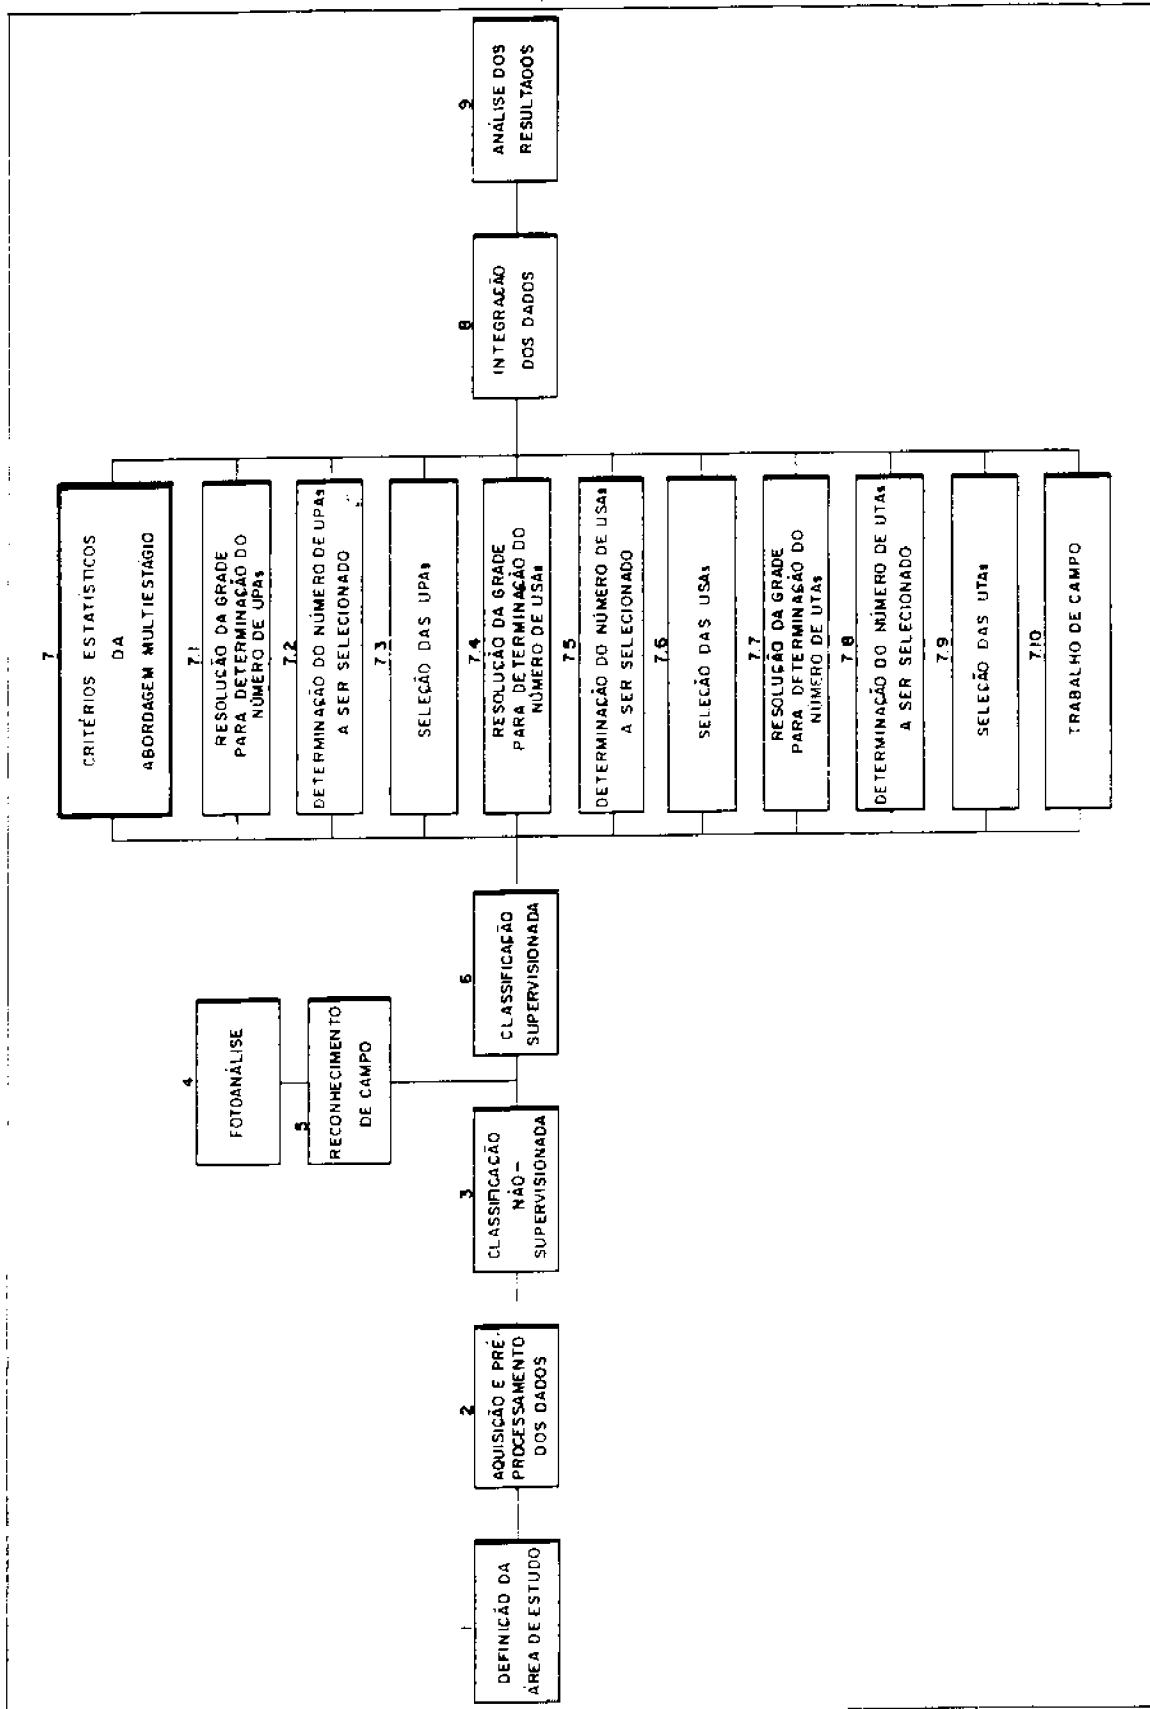 1
DEFINIÇÃO DA
ÁREA DE ESTUDO
2
AQUISIÇÃO E PRÉ-
PROCESSAMENTO
DOS DADOS
3
CLASSIFICAÇÃO
NÃO-
SUPERVISIONADA
4
FOTOANÁLISE
5
RECONHECIMENTO
DE CAMPO
6
CLASSIFICAÇÃO
SUPERVISIONADA
7
CRITÉRIOS ESTATÍSTICOS
DA
ABORDAGEM MULTIESTÁGIO
7.1
RESOLUÇÃO DA GRADE
PARA DETERMINAÇÃO DO
NÚMERO DE UPAs
7.2
DETERMINAÇÃO DO NÚMERO DE UPAs
A SER SELECIONADO
7.3
SELEÇÃO DAS UPAs
7.4
RESOLUÇÃO DA GRADE
PARA DETERMINAÇÃO DO
NÚMERO DE USAs
7.5
DETERMINAÇÃO DO NÚMERO DE USAs
A SER SELECIONADO
7.6
SELEÇÃO DAS USAs
7.7
RESOLUÇÃO DA GRADE
PARA DETERMINAÇÃO DO
NÚMERO DE UTAs
7.8
DETERMINAÇÃO DO NÚMERO DE UTAs
A SER SELECIONADO
7.9
SELEÇÃO DAS UTAs
7.10
TRABALHO DE CAMPO
8
INTEGRAÇÃO
DOS DADOS
9
ANÁLISE DOS
RESULTADOS